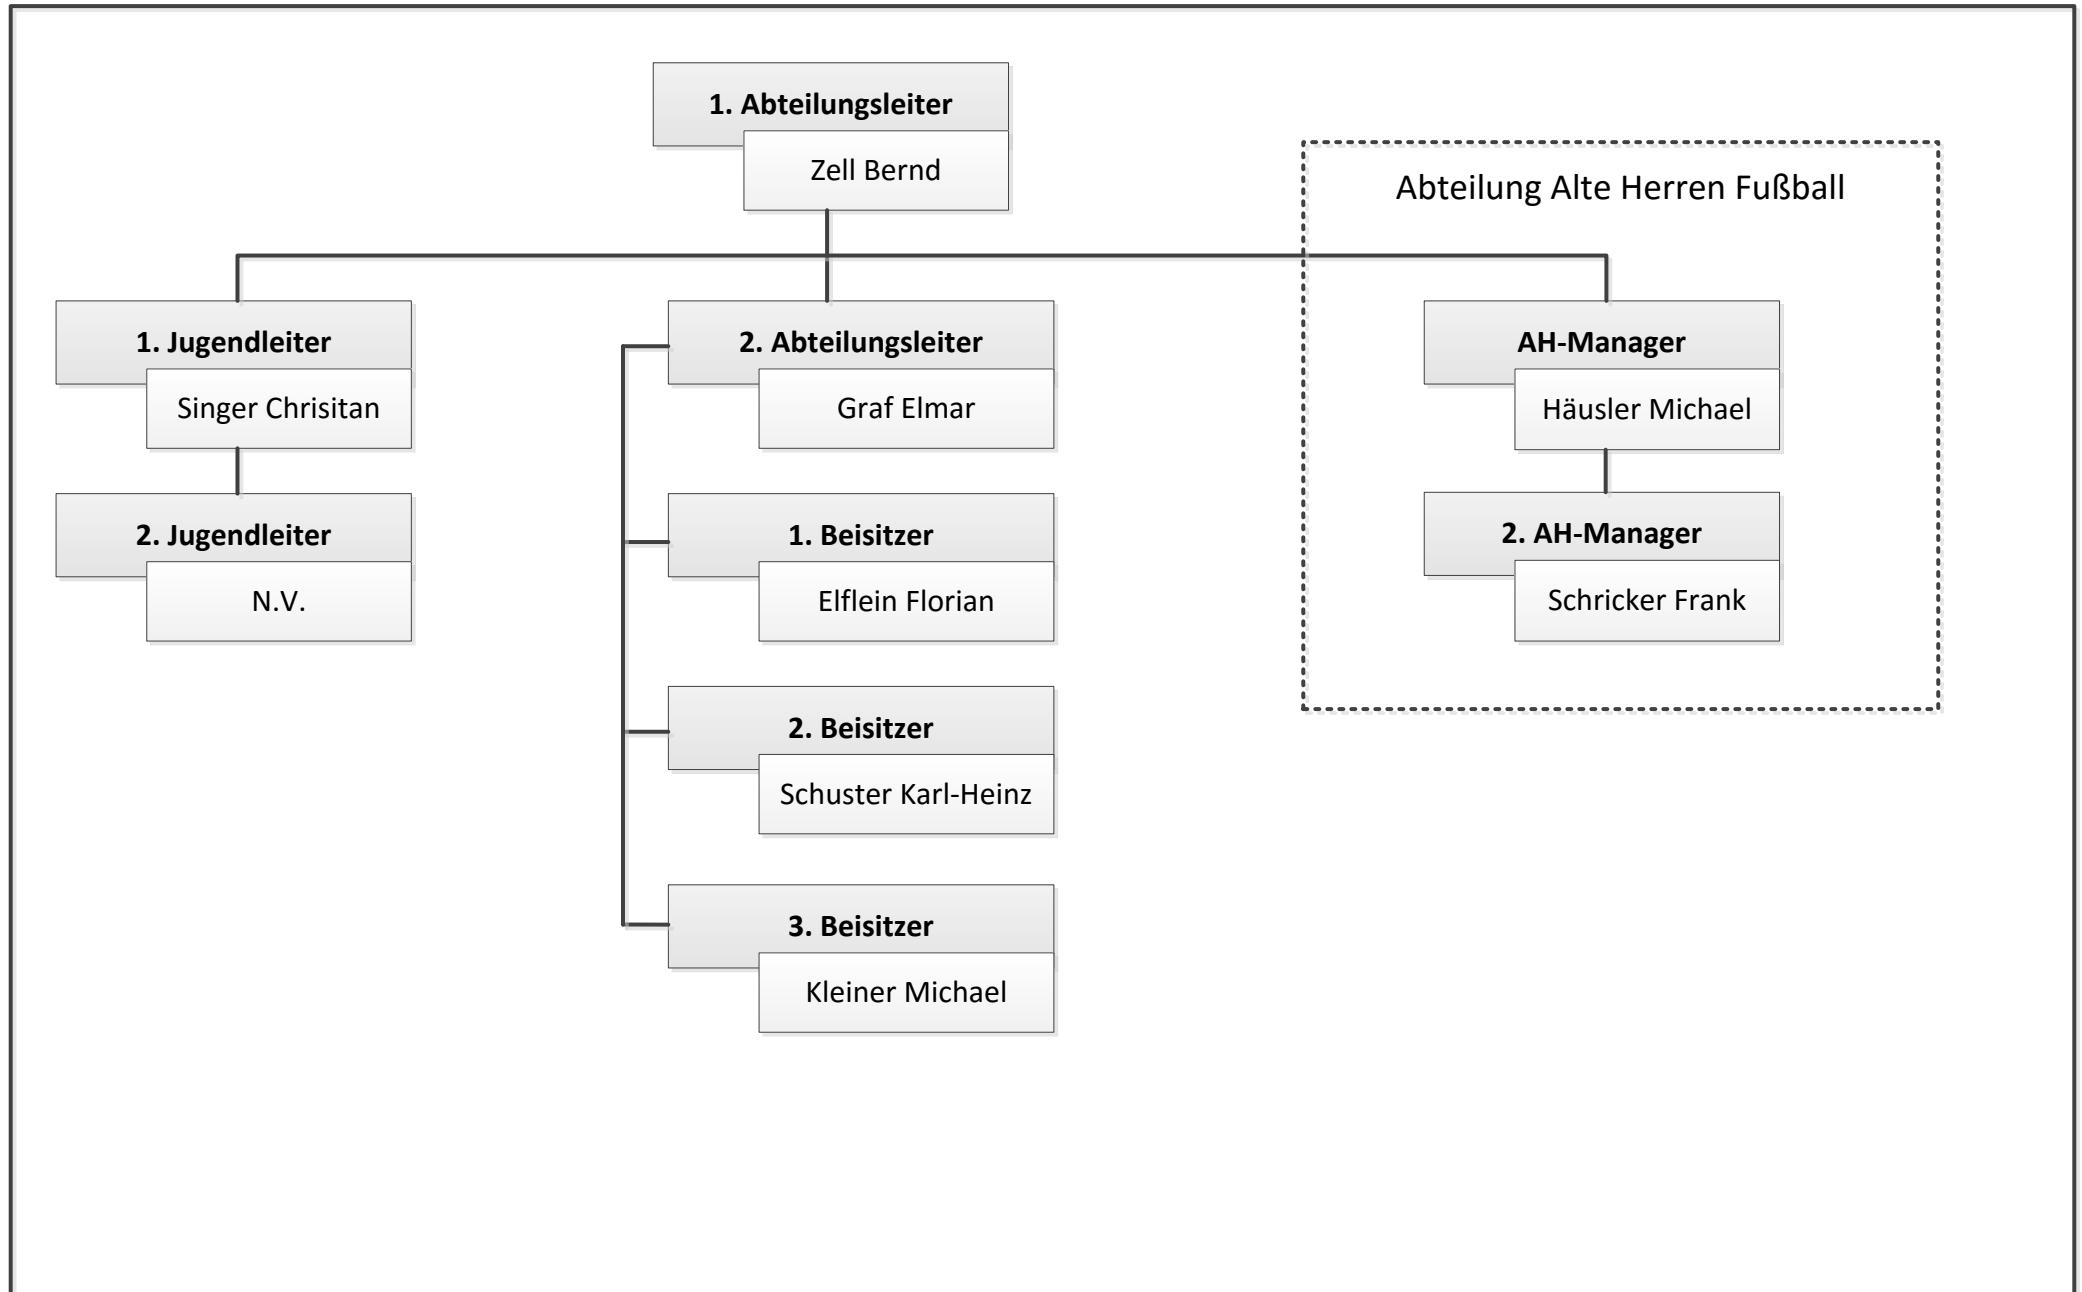 1. Abteilungsleiter
Zell Bernd
Abteilung Alte Herren Fußball
1. Jugendleiter
Singer Chrisitan
2. Jugendleiter
N.V.
2. Abteilungsleiter
Graf Elmar
1. Beisitzer
Elflein Florian
2. Beisitzer
Schuster Karl-Heinz
3. Beisitzer
Kleiner Michael
AH-Manager
Häusler Michael
2. AH-Manager
Schricker Frank